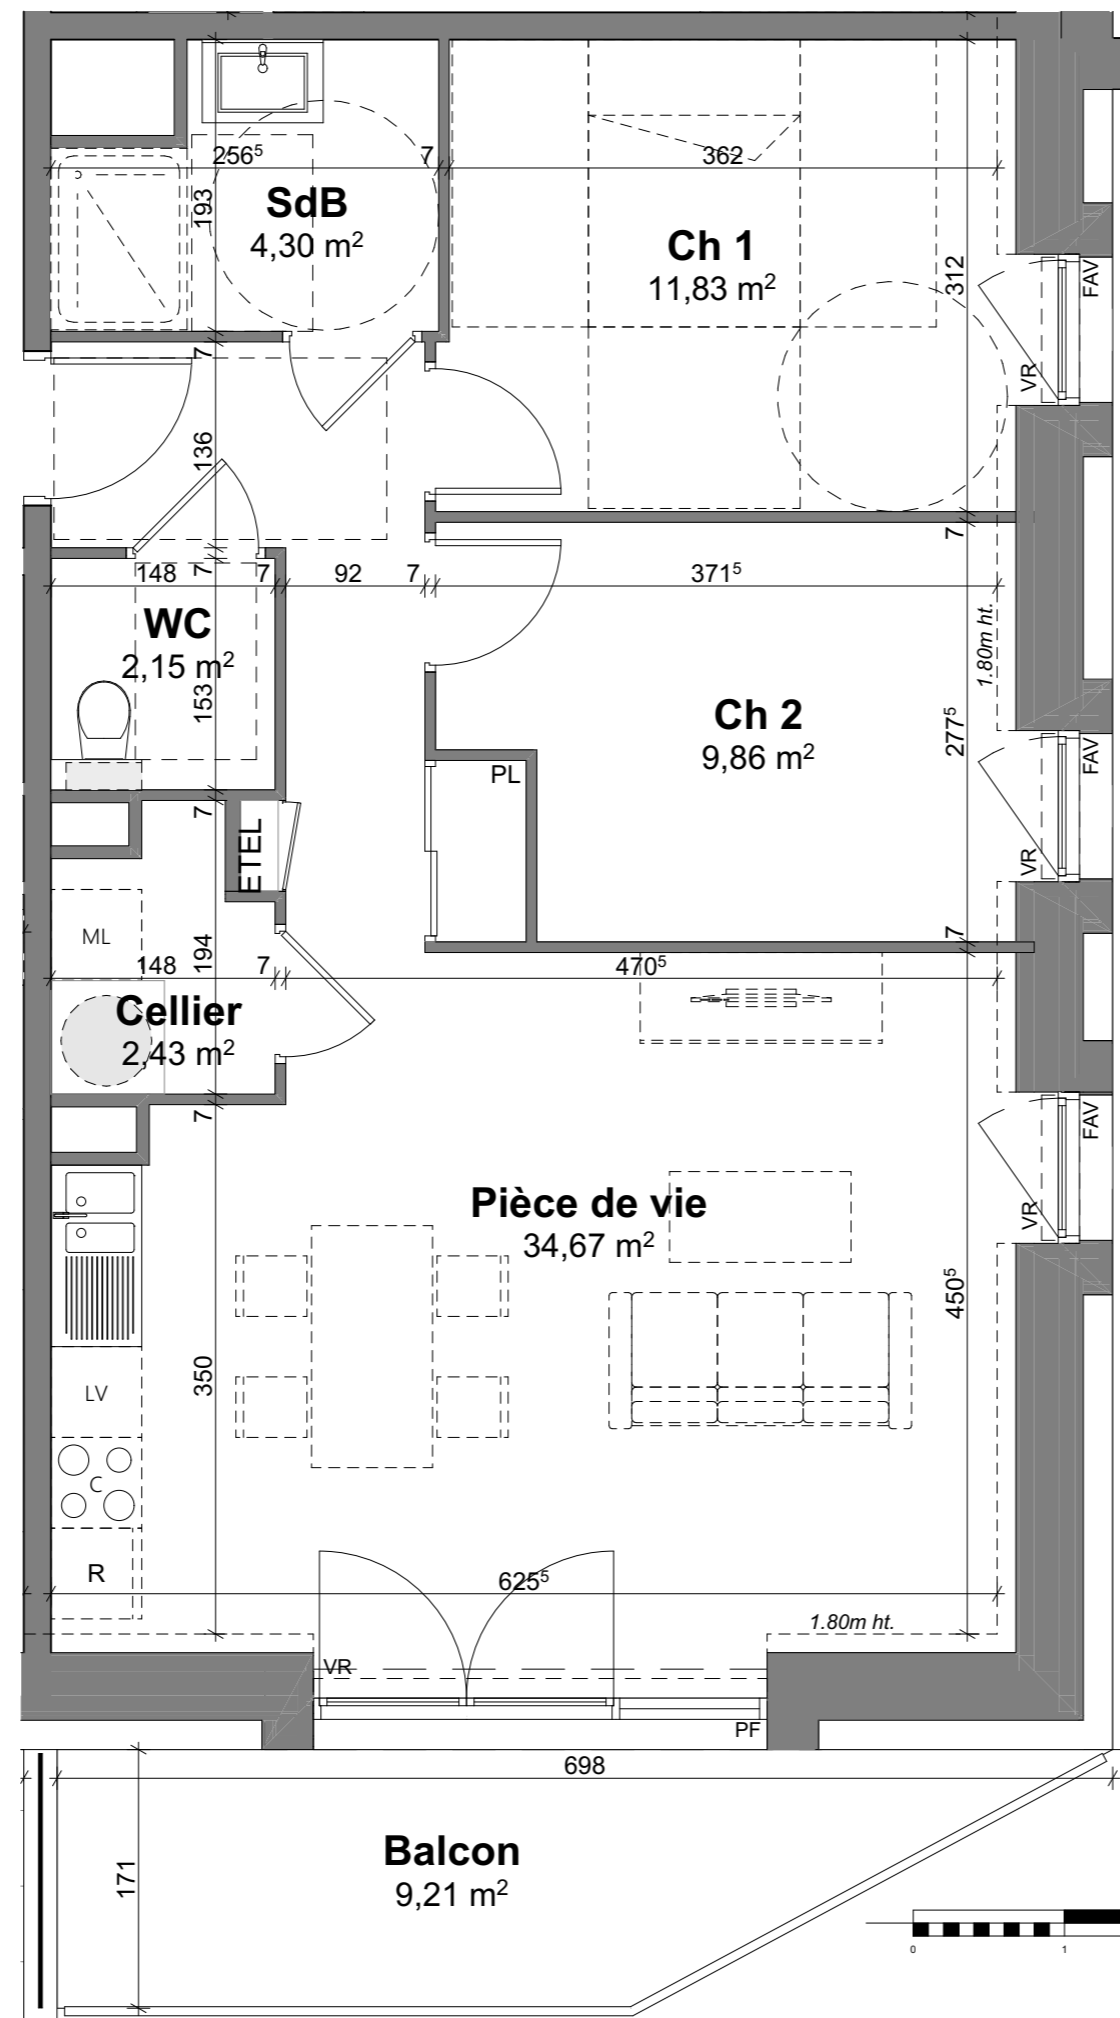 256⁵
7
362
193
SdB
4,30 m²
Ch 1
11,83 m²
312
FAV
VR
7
136
7
148
7
92
7
371⁵
7
WC
2,15 m²
153
1.80m ht.
Ch 2
9,86 m²
277⁵
FAV
VR
PL
7
ETEL
ML
194
7
148
7
470⁵
Cellier
2,43 m²
7
FAV
VR
Pièce de vie
34,67 m²
450⁵
350
LV
C
R
625⁵
1.80m ht.
VR
PF
698
171
Balcon
9,21 m²
0
1